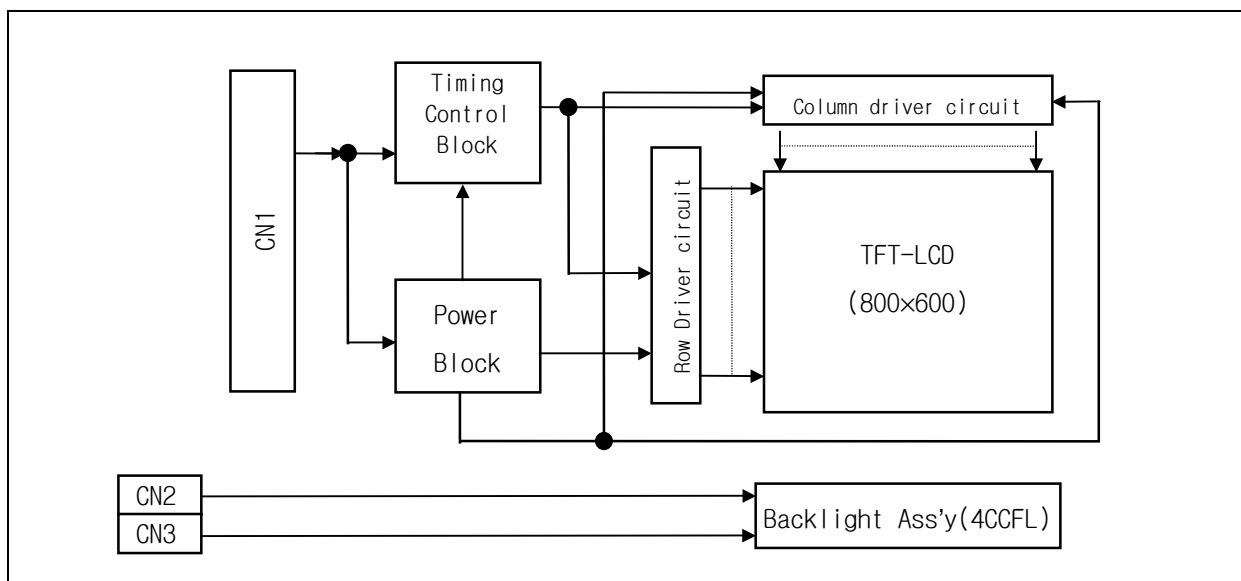 CN1
Timing
Control
Block
Power
Block
Row Driver circuit
Column driver circuit
TFT-LCD
(800×600)
CN2
CN3
Backlight Ass'y(4CCFL)